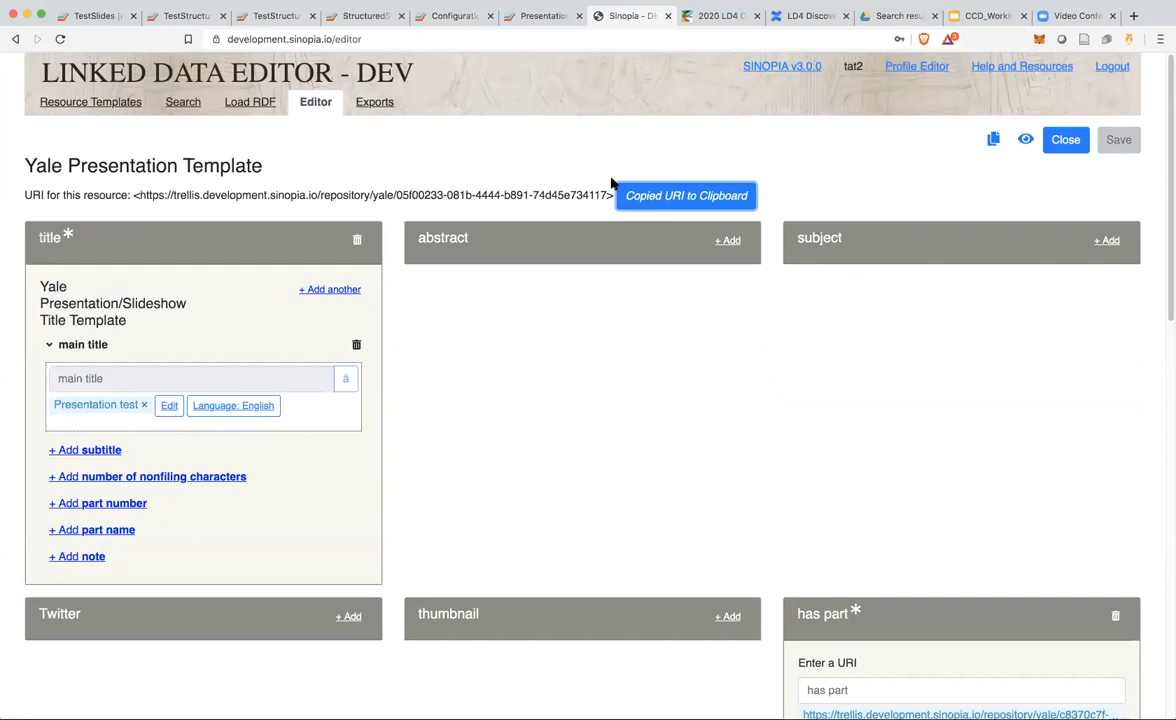 TestSlides [
TestStructu
TestStructu
StructuredS
Configuratio
Presentation
Sinopia - DE
2020 LD4 C
LD4 Discove
Search resu
CCD_Worki
Video Confe
development.sinopia.io/editor
LINKED DATA EDITOR - DEV
SINOPIA v3.0.0 tat2 Profile Editor Help and Resources Logout
Resource Templates Search Load RDF Editor Exports
Close Save
Yale Presentation Template
URI for this resource: <https://trellis.development.sinopia.io/repository/yale/05f00233-081b-4444-b891-74d45e734117> Copied URI to Clipboard
title*
abstract + Add
subject + Add
Yale
Presentation/Slideshow
Title Template
+ Add another
main title
main title ä
Presentation test × Edit Language: English
+ Add subtitle
+ Add number of nonfiling characters
+ Add part number
+ Add part name
+ Add note
Twitter + Add
thumbnail + Add
has part*
Enter a URI
has part
https://trellis.development.sinopia.io/repository/yale/c8370c7f-...